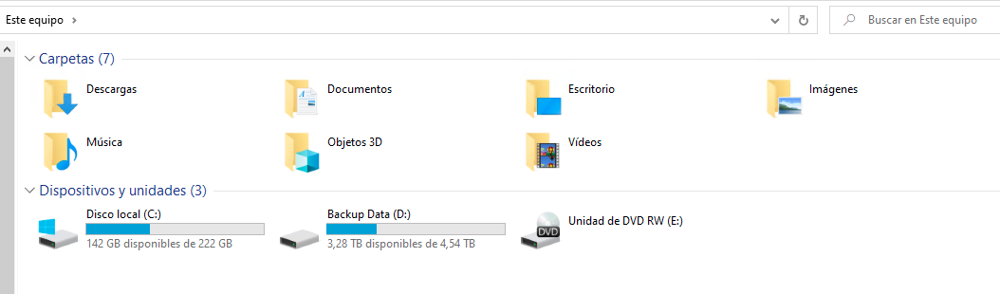 Este equipo
Buscar en Este equipo
Carpetas (7)
Descargas
Documentos
Escritorio
Imágenes
Música
Objetos 3D
Vídeos
Dispositivos y unidades (3)
Disco local (C:)
142 GB disponibles de 222 GB
Backup Data (D:)
3,28 TB disponibles de 4,54 TB
DVD
Unidad de DVD RW (E:)